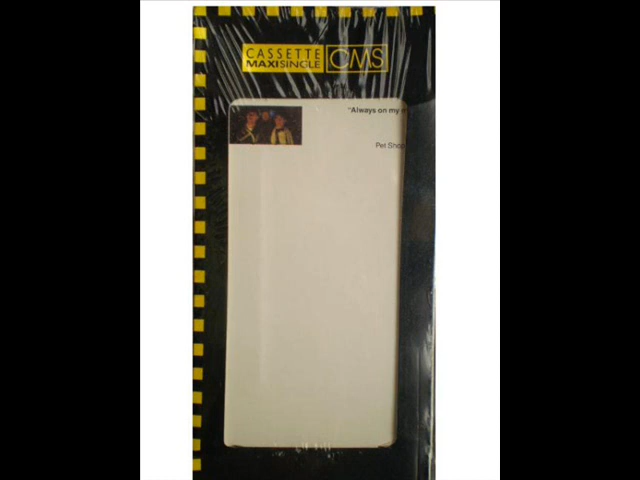 CASSETTE
MAXISINGLE
CMS
"Always on my
Pet Shop